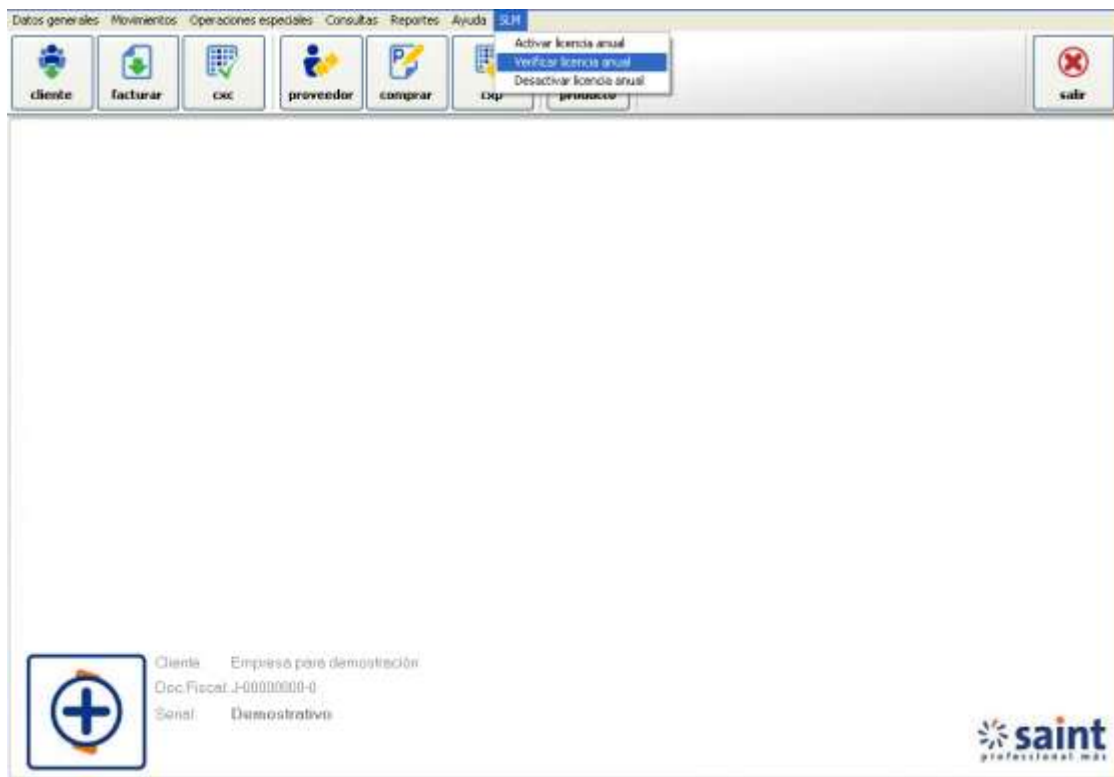 Datos generales Movimientos Operaciones especiales Consultas Reportes Ayuda SLM
Activar licencia anual
Verificar licencia anual
Desactivar licencia anual
cliente facturar cxc proveedor comprar cxp producto salir
Cliente Empresa para demostración
Doc.Fiscal J-00000000-0
Serial Demostrativo
saint
professional más